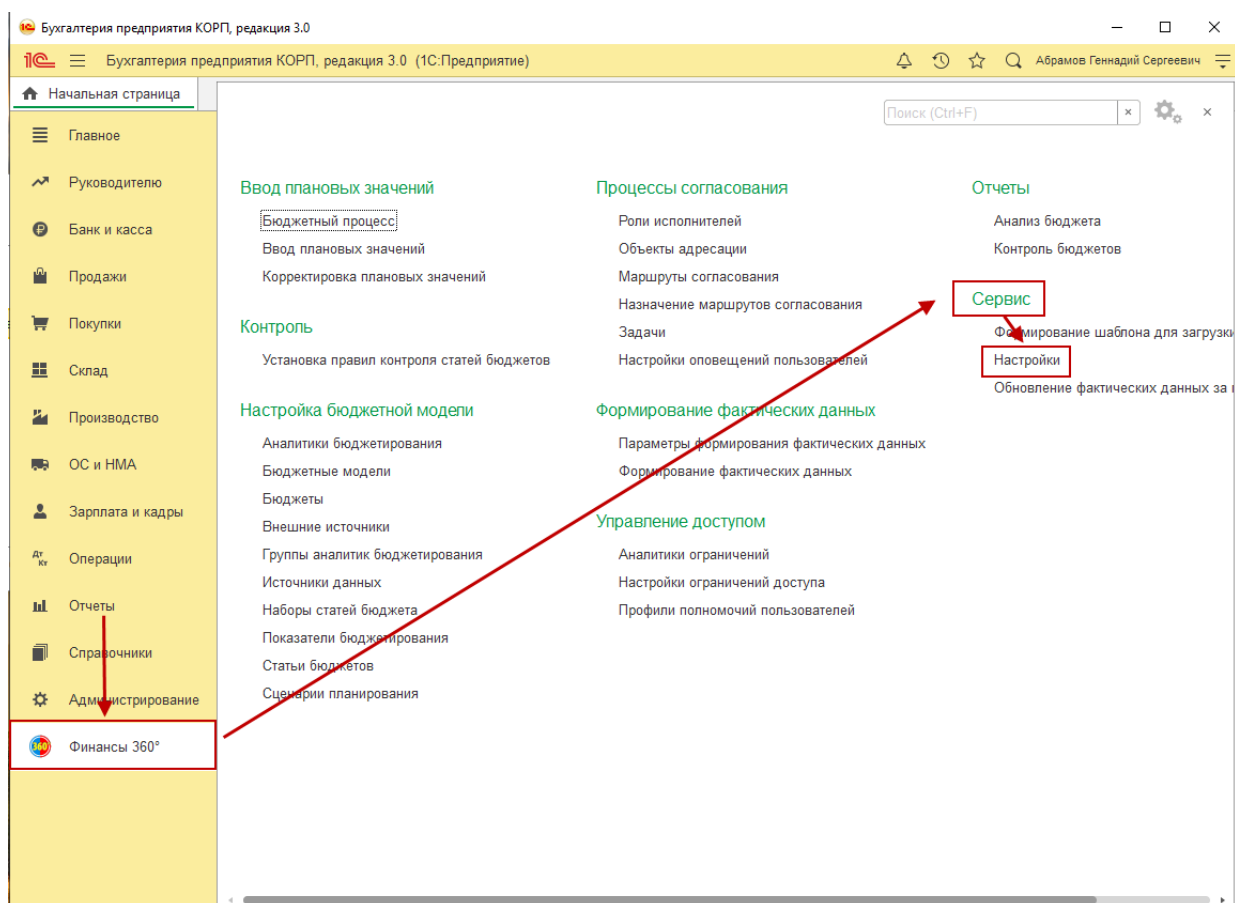 Бухгалтерия предприятия КОРП, редакция 3.0
Бухгалтерия предприятия КОРП, редакция 3.0 (1С:Предприятие)
Абрамов Геннадий Сергеевич
Начальная страница
Поиск (Ctrl+F)
Главное
Руководителю
Банк и касса
Продажи
Покупки
Склад
Производство
ОС и НМА
Зарплата и кадры
Дт Кт
Операции
Отчеты
Справочники
Администрирование
360
Финансы 360°
Ввод плановых значений
Бюджетный процесс
Ввод плановых значений
Корректировка плановых значений
Контроль
Установка правил контроля статей бюджетов
Настройка бюджетной модели
Аналитики бюджетирования
Бюджетные модели
Бюджеты
Внешние источники
Группы аналитик бюджетирования
Источники данных
Наборы статей бюджета
Показатели бюджетирования
Статьи бюджетов
Сценарии планирования
Процессы согласования
Роли исполнителей
Объекты адресации
Маршруты согласования
Назначение маршрутов согласования
Задачи
Настройки оповещений пользователей
Формирование фактических данных
Параметры формирования фактических данных
Формирование фактических данных
Управление доступом
Аналитики ограничений
Настройки ограничений доступа
Профили полномочий пользователей
Отчеты
Анализ бюджета
Контроль бюджетов
Сервис
Формирование шаблона для загрузки
Настройки
Обновление фактических данных за